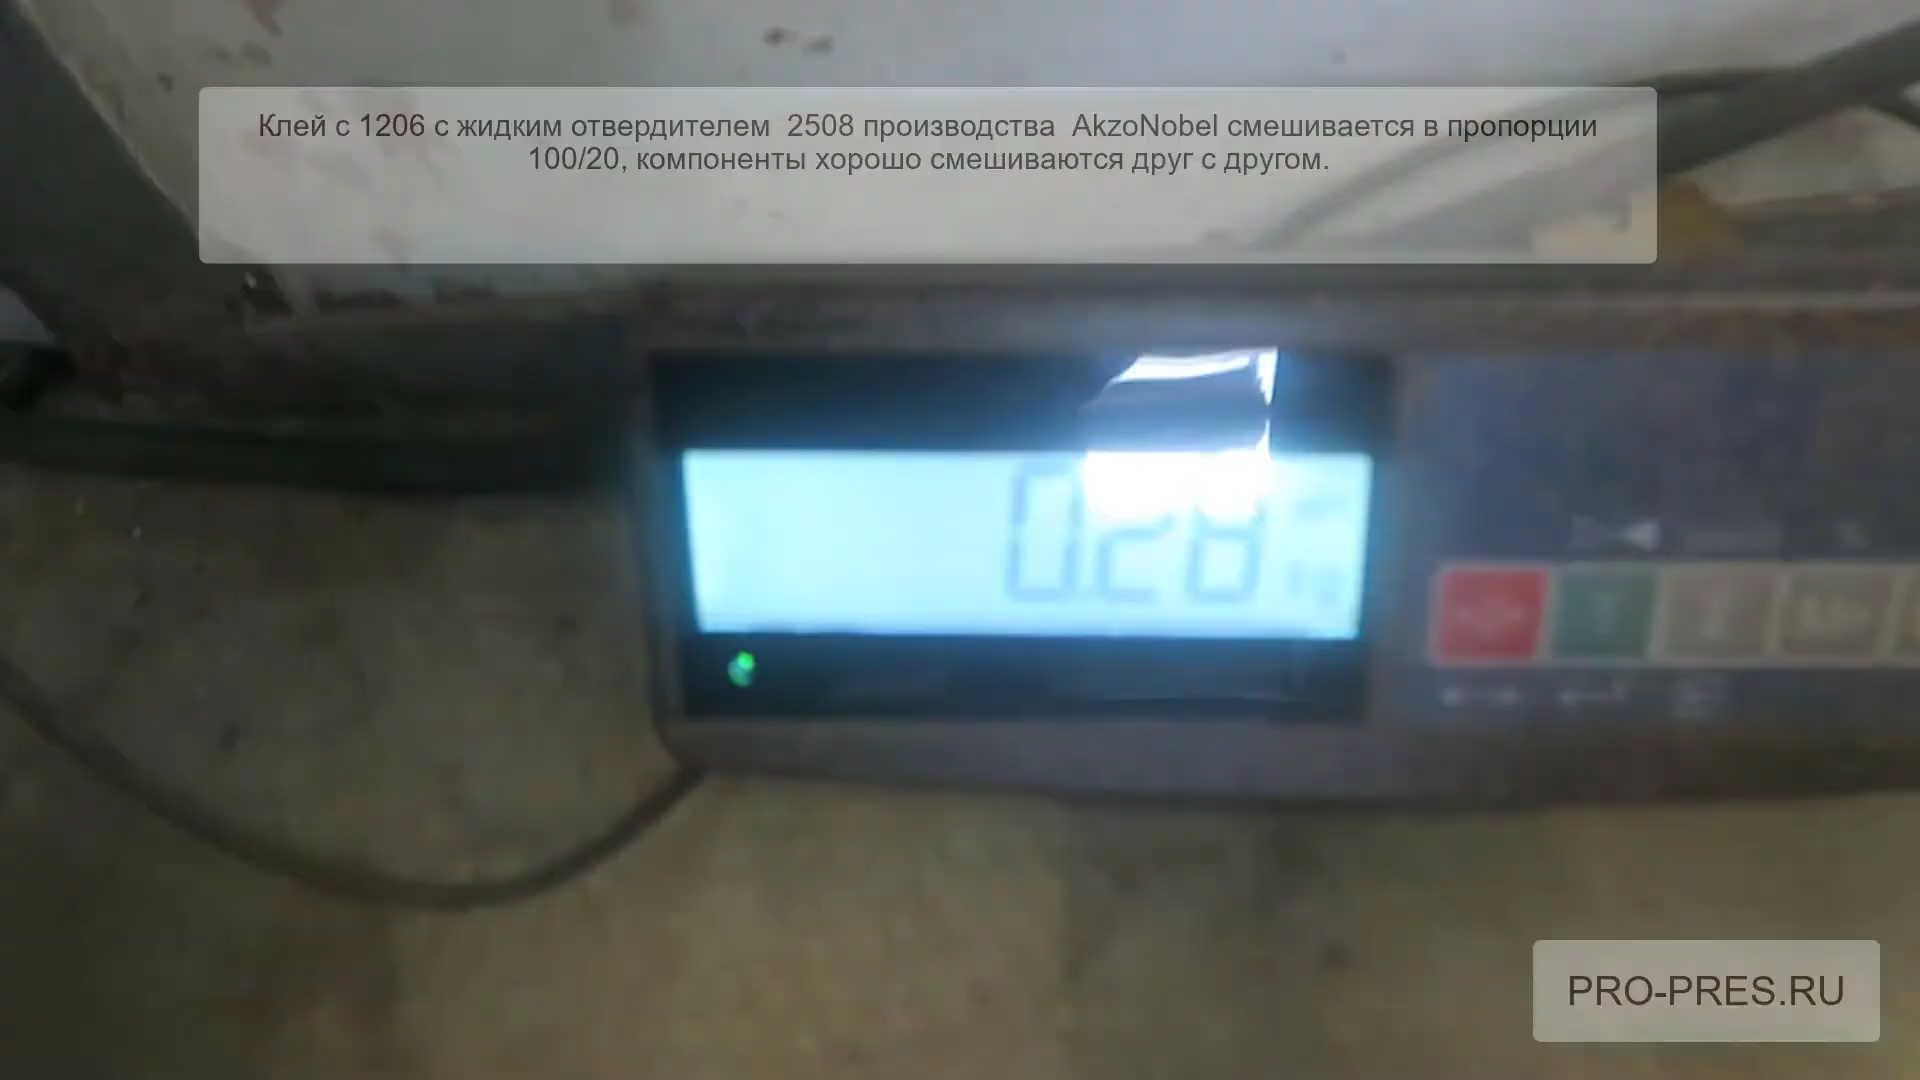 Клей с 1206 с жидким отвердителем  2508 производства  AkzoNobel смешивается в пропорции
100/20, компоненты хорошо смешиваются друг с другом.
kg
PRO-PRES.RU